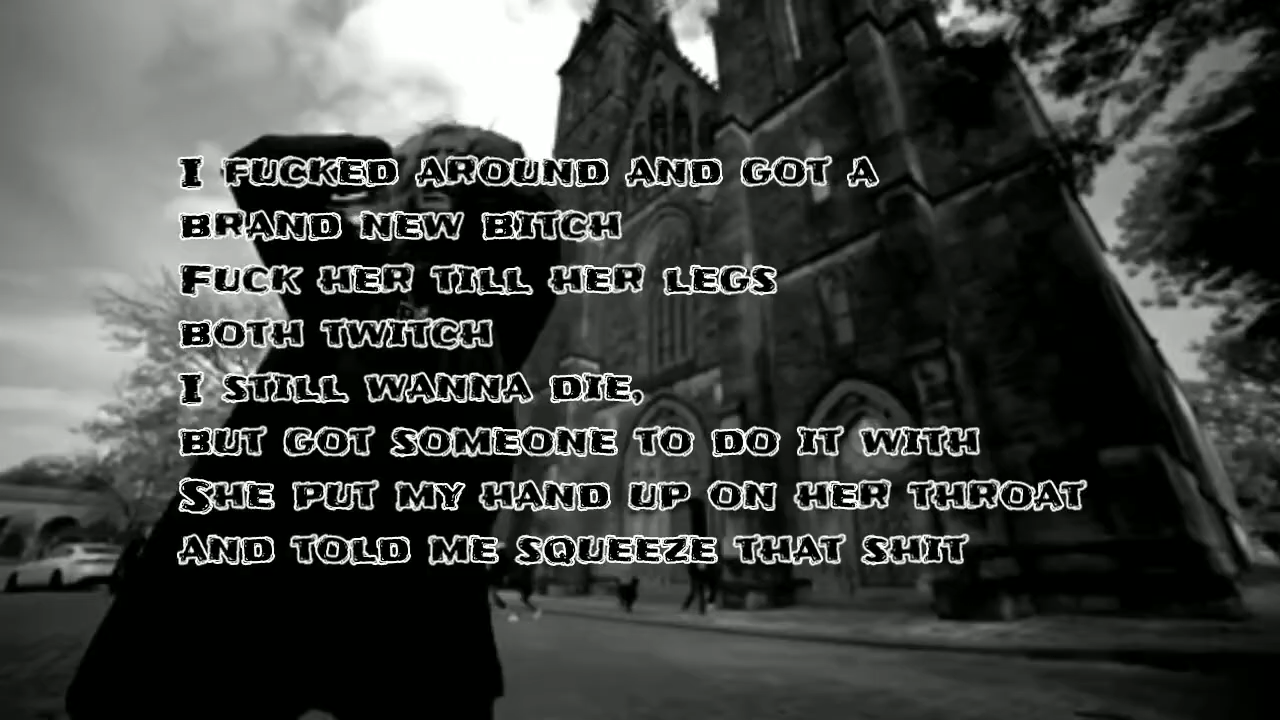 I fucked around and got a
brand new bitch
Fuck her till her legs
both twitch
I still wanna die,
but got someone to do it with
She put my hand up on her throat
and told me squeeze that shit